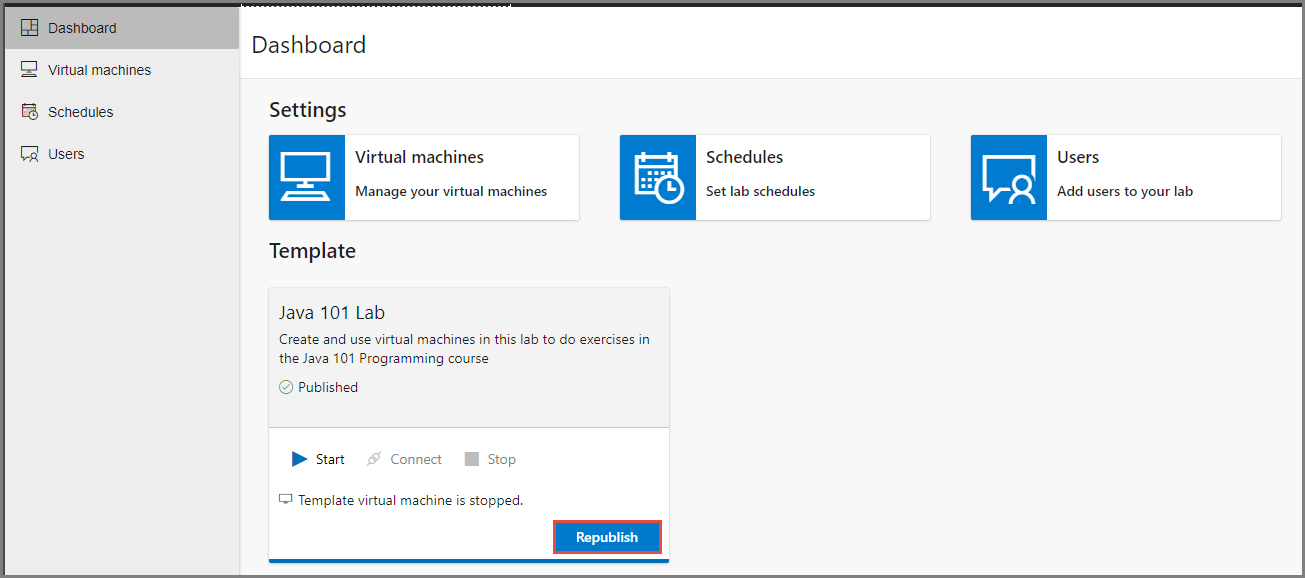 Dashboard
Virtual machines
Schedules
Users
Dashboard
Settings
Virtual machines
Manage your virtual machines
Schedules
Set lab schedules
Users
Add users to your lab
Template
Java 101 Lab
Create and use virtual machines in this lab to do exercises in
the Java 101 Programming course
Published
Start Connect Stop
Template virtual machine is stopped.
Republish